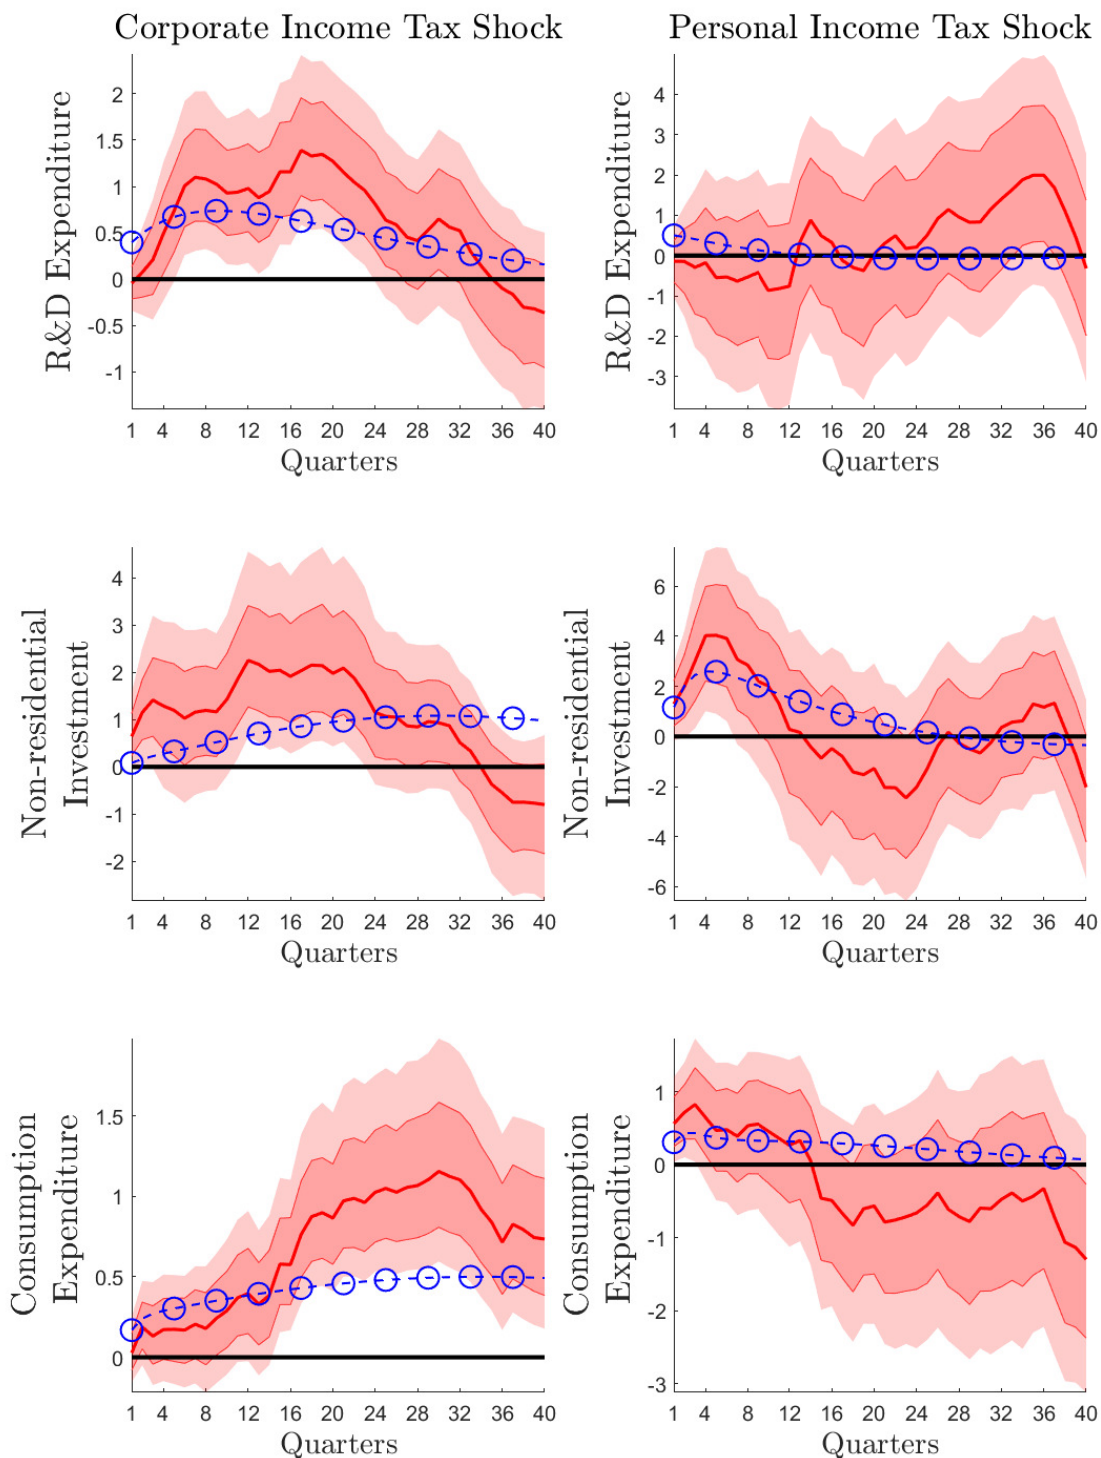 Corporate Income Tax Shock
Personal Income Tax Shock
R&D Expenditure
2
1.5
1
0.5
0
-0.5
-1
1 4 8 12 16 20 24 28 32 36 40
Quarters
R&D Expenditure
4
3
2
1
0
-1
-2
-3
1 4 8 12 16 20 24 28 32 36 40
Quarters
Non-residential
Investment
4
3
2
1
0
-1
-2
1 4 8 12 16 20 24 28 32 36 40
Quarters
Non-residential
Investment
6
4
2
0
-2
-4
-6
1 4 8 12 16 20 24 28 32 36 40
Quarters
Consumption
Expenditure
1.5
1
0.5
0
1 4 8 12 16 20 24 28 32 36 40
Quarters
Consumption
Expenditure
1
0
-1
-2
-3
1 4 8 12 16 20 24 28 32 36 40
Quarters